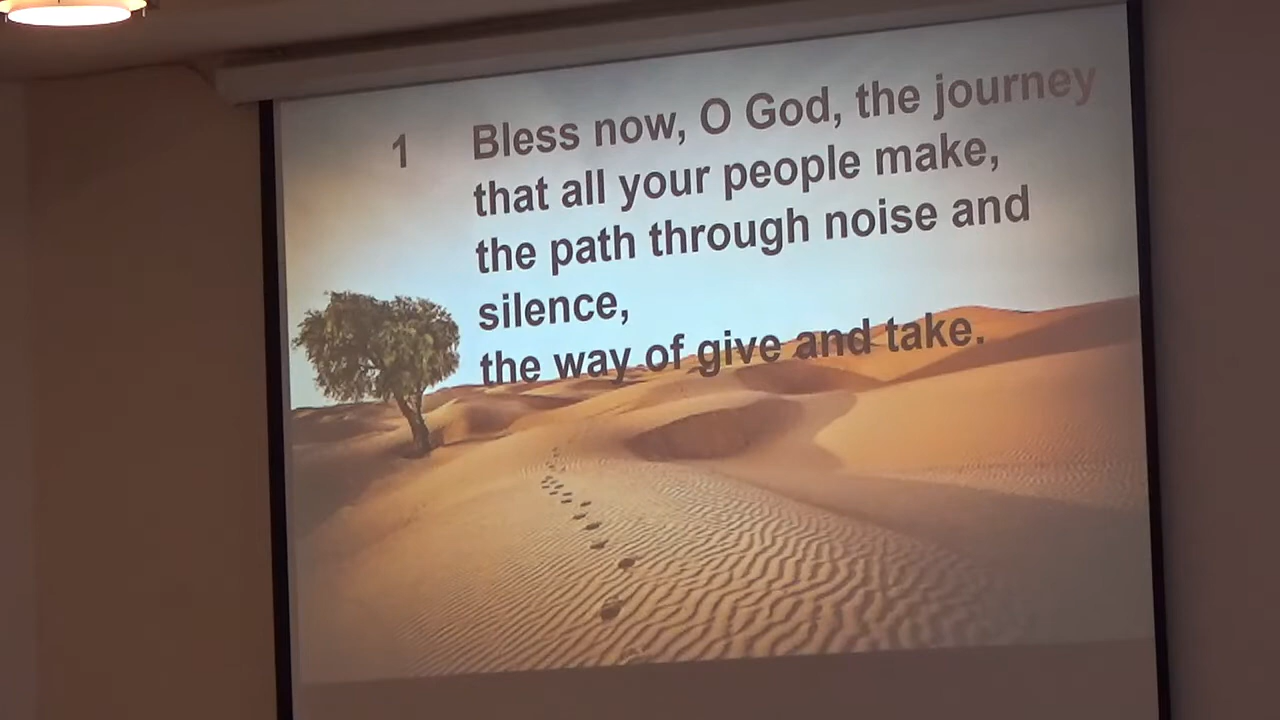 1 Bless now, O God, the journey
that all your people make,
the path through noise and
silence,
the way of give and take.